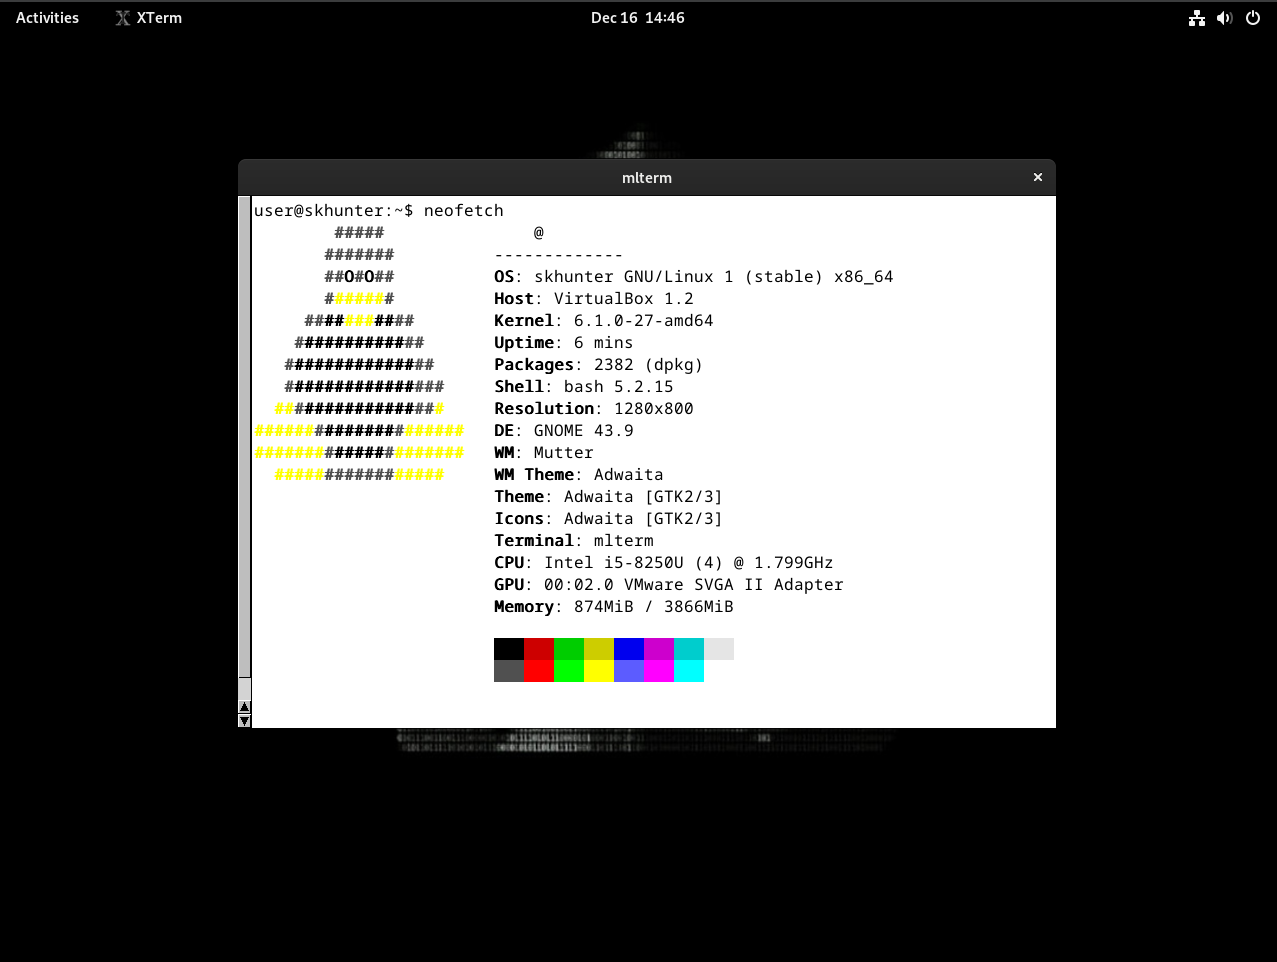 Activities XTerm Dec 16 14:46
mlterm
user@skhunter:~$ neofetch
##### @
####### -------------
##O#O## OS: skhunter GNU/Linux 1 (stable) x86_64
####### Host: VirtualBox 1.2
########### Kernel: 6.1.0-27-amd64
############# Uptime: 6 mins
############### Packages: 2382 (dpkg)
################ Shell: bash 5.2.15
################# Resolution: 1280x800
##################### DE: GNOME 43.9
##################### WM: Mutter
################# WM Theme: Adwaita
Theme: Adwaita [GTK2/3]
Icons: Adwaita [GTK2/3]
Terminal: mlterm
CPU: Intel i5-8250U (4) @ 1.799GHz
GPU: 00:02.0 VMware SVGA II Adapter
Memory: 874MiB / 3866MiB